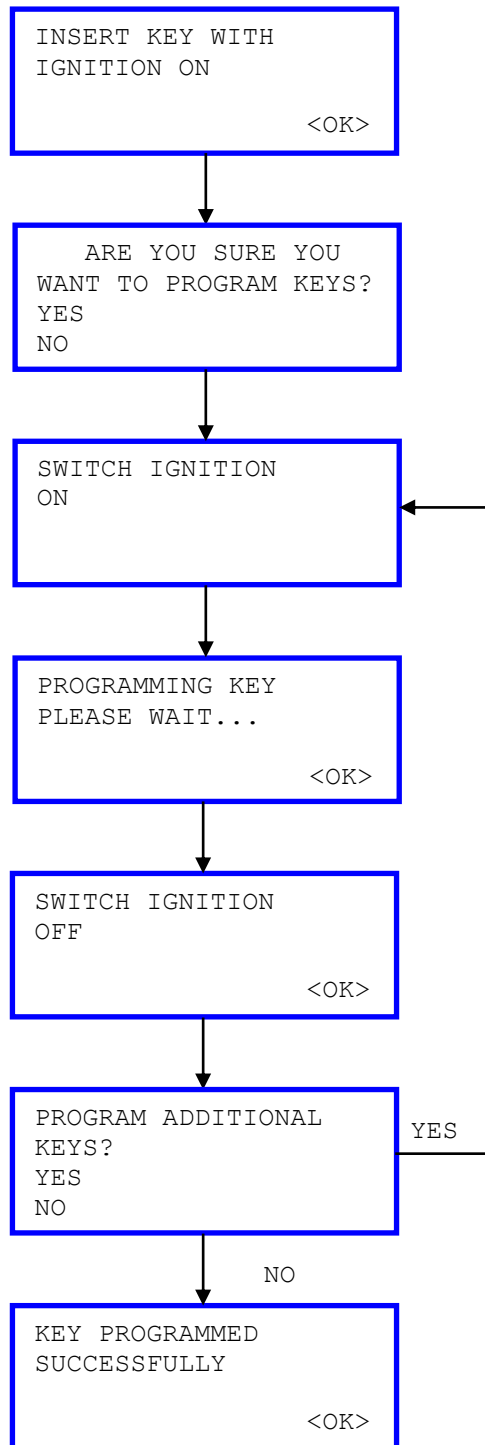 INSERT KEY WITH
IGNITION ON
<OK>
ARE YOU SURE YOU
WANT TO PROGRAM KEYS?
YES
NO
SWITCH IGNITION
ON
PROGRAMMING KEY
PLEASE WAIT...
<OK>
SWITCH IGNITION
OFF
<OK>
PROGRAM ADDITIONAL
KEYS?
YES
NO
YES
NO
KEY PROGRAMMED
SUCCESSFULLY
<OK>